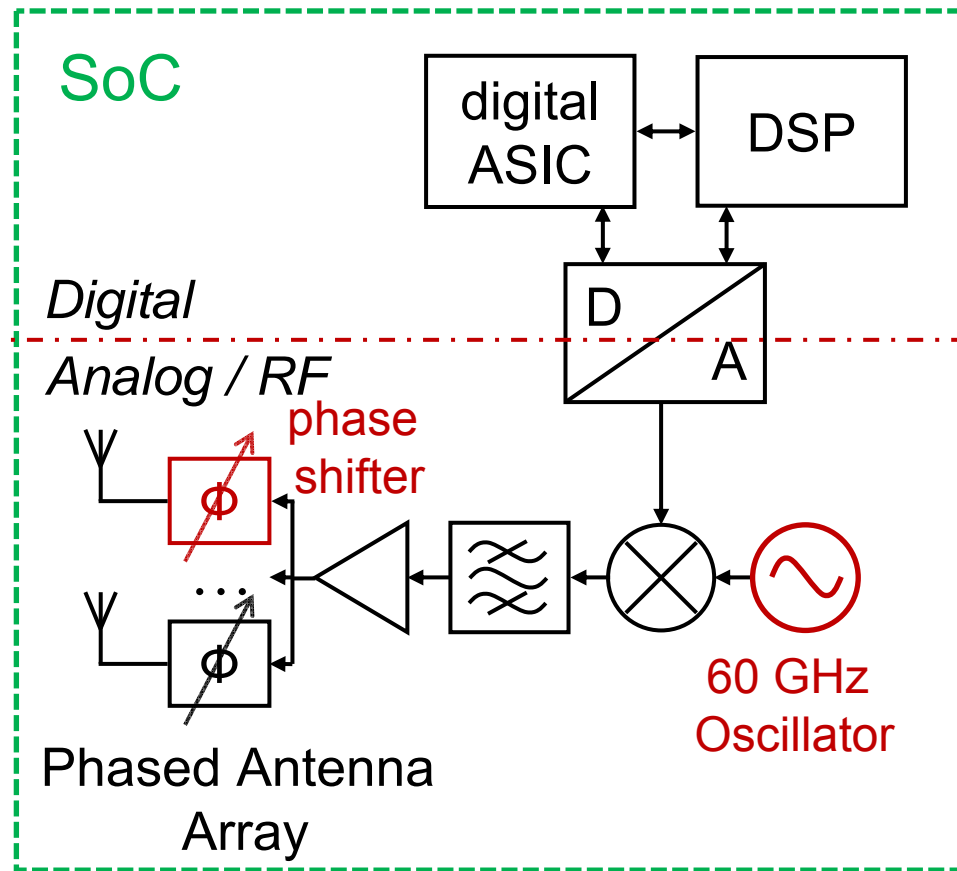 SoC
digital
ASIC
DSP
D
A
Digital
Analog / RF
phase
shifter
Φ
...
Φ
60 GHz
Oscillator
Phased Antenna
Array